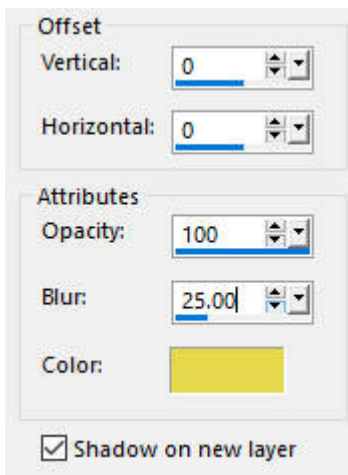 Offset
Vertical: 0
Horizontal: 0
Attributes
Opacity: 100
Blur: 25.00
Color:
Shadow on new layer